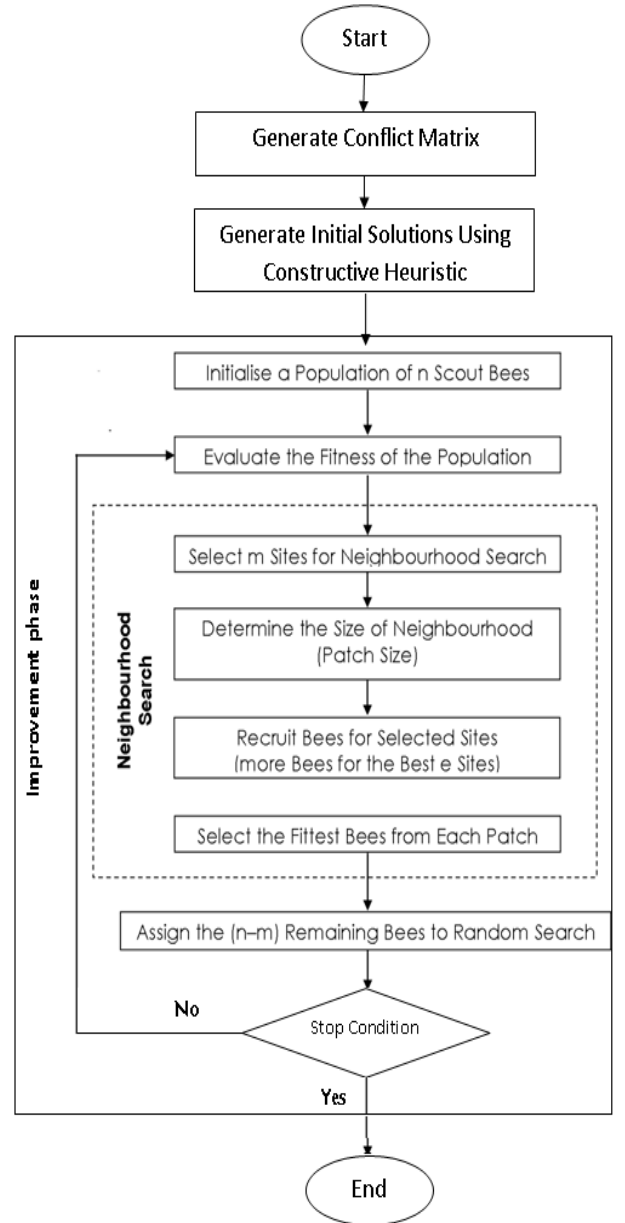 Start
Generate Conflict Matrix
Generate Initial Solutions Using
Constructive Heuristic
Improvement phase
Initialise a Population of n Scout Bees
Evaluate the Fitness of the Population
Neighbourhood
Search
Select m Sites for Neighbourhood Search
Determine the Size of Neighbourhood
(Patch Size)
Recruit Bees for Selected Sites
(more Bees for the Best e Sites)
Select the Fittest Bees from Each Patch
Assign the (n–m) Remaining Bees to Random Search
No
Stop Condition
Yes
End